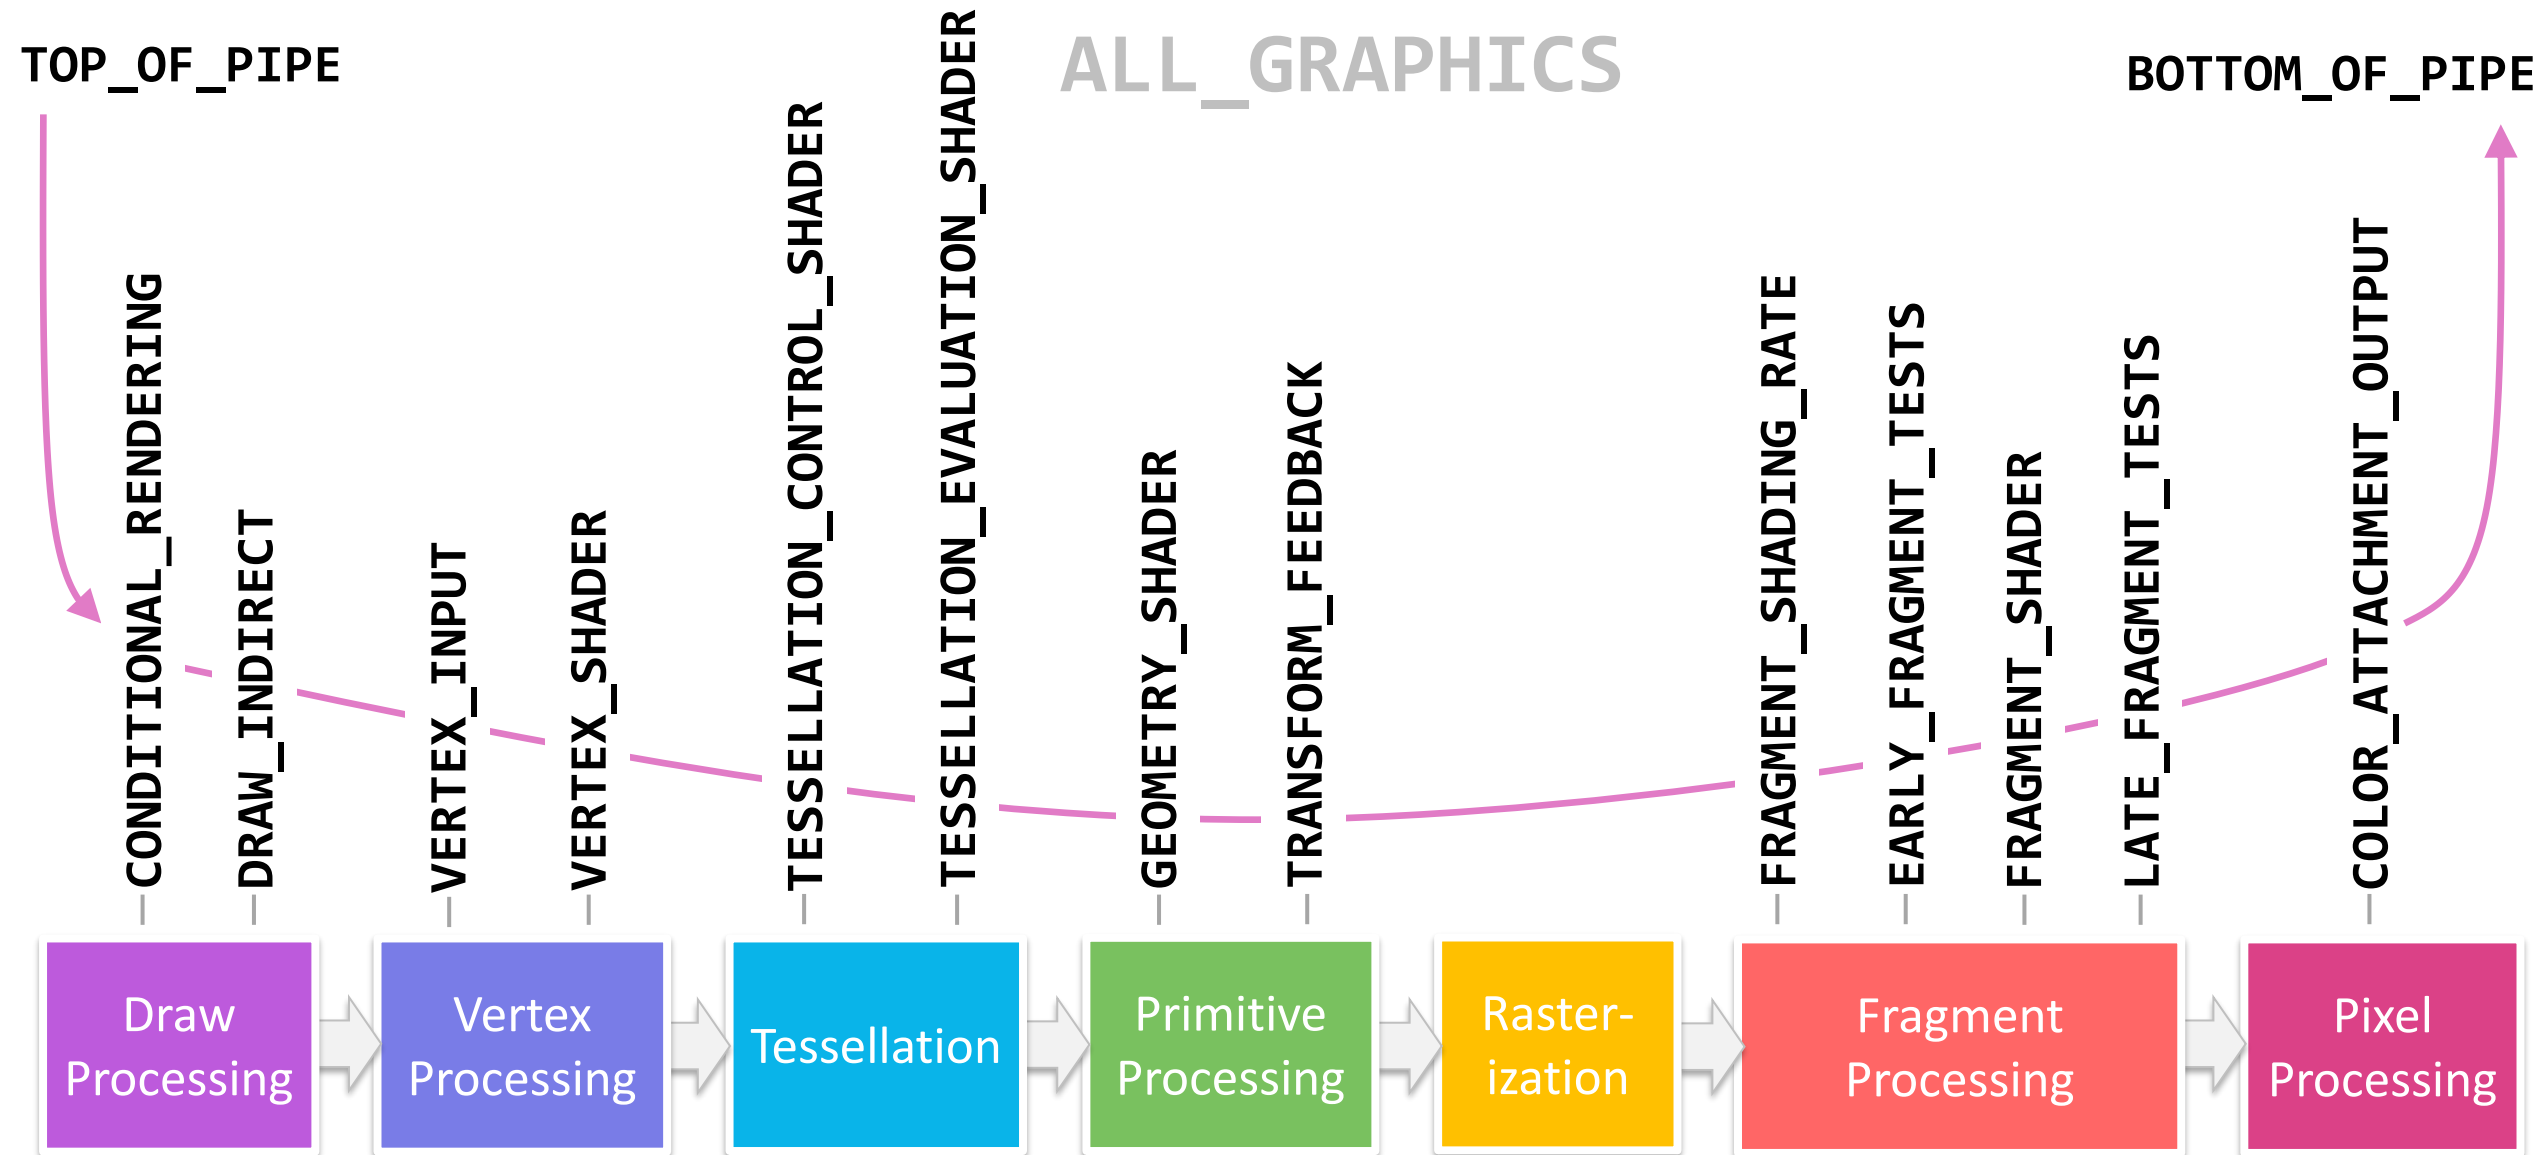 TOP_OF_PIPE
ALL_GRAPHICS
BOTTOM_OF_PIPE
CONDITIONAL_RENDERING
DRAW_INDIRECT
VERTEX_INPUT
VERTEX_SHADER
TESSELLATION_CONTROL_SHADER
TESSELLATION_EVALUATION_SHADER
GEOMETRY_SHADER
TRANSFORM_FEEDBACK
FRAGMENT_SHADING_RATE
EARLY_FRAGMENT_TESTS
FRAGMENT_SHADER
LATE_FRAGMENT_TESTS
COLOR_ATTACHMENT_OUTPUT
Draw
Processing
Vertex
Processing
Tessellation
Primitive
Processing
Raster-
ization
Fragment
Processing
Pixel
Processing